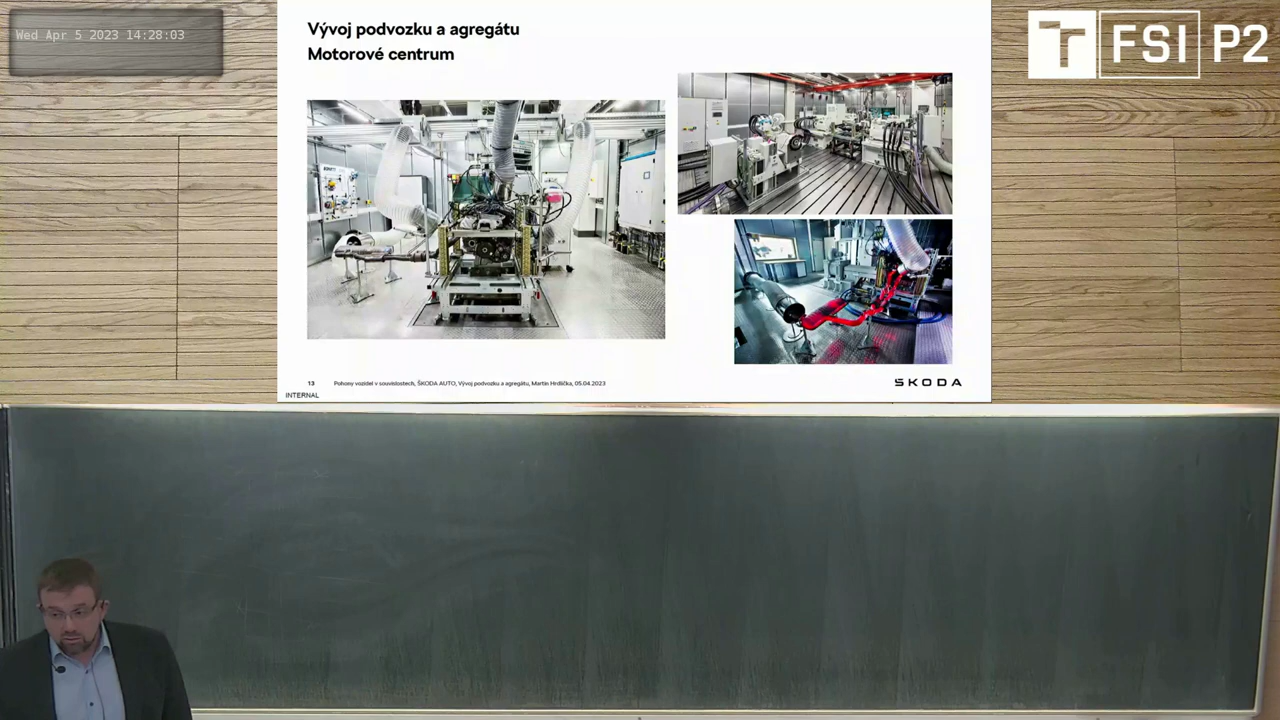 Wed Apr 5 2023 14:28:03
Vývoj podvozku a agregátu
Motorové centrum
T FSI P2
13 Pohony vozidel v souvislostech, ŠKODA AUTO, Vývoj podvozku a agregátu, Martin Hrdlička, 05.04.2023
ŠKODA
INTERNAL